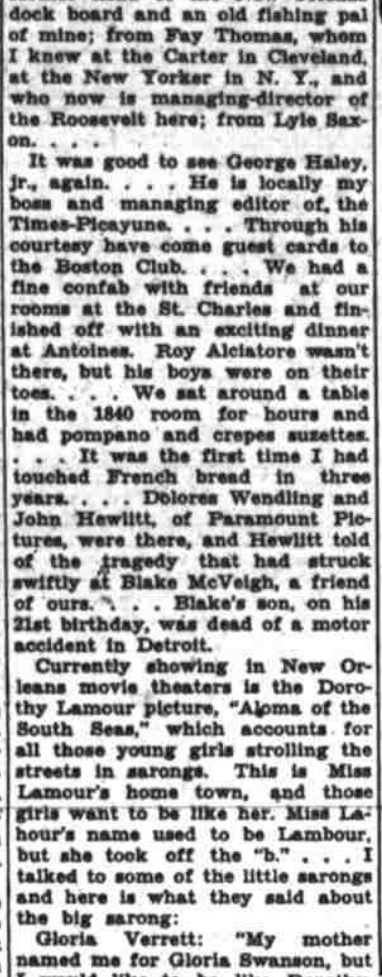 dock board and an old fishing pal
of mine; from Fay Thomas, whom
I knew at the Carter in Cleveland,
at the New Yorker in N. Y., and
who now is managing-director of
the Roosevelt here; from Lyle Sax-
on. . . .
It was good to see George Haley,
jr., again. . . . He is locally my
boss and managing editor of the
Times-Picayune. . . . Through his
courtesy have come guest cards to
the Boston Club. . . . We had a
fine confab with friends at our
rooms at the St. Charles and fin-
ished off with an exciting dinner
at Antoines. Roy Alciatore wasn't
there, but his boys were on their
toes. . . . We sat around a table
in the 1840 room for hours and
had pompano and crepes suzettes.
. . . It was the first time I had
touched French bread in three
years. . . . Dolores Wendling and
John Hewlitt, of Paramount Pic-
tures, were there, and Hewlitt told
of the tragedy that had struck
swiftly at Blake McVeigh, a friend
of ours. . . . Blake's son, on his
21st birthday, was dead of a motor
accident in Detroit.
Currently showing in New Or-
leans movie theaters is the Doro-
thy Lamour picture, "Aloma of the
South Seas," which accounts for
all those young girls strolling the
streets in sarongs. This is Miss
Lamour's home town, and those
girls want to be like her. Miss La-
hour's name used to be Lambour,
but she took off the "b." . . . I
talked to some of the little sarongs
and here is what they said about
the big sarong:
Gloria Verrett: "My mother
named me for Gloria Swanson, but